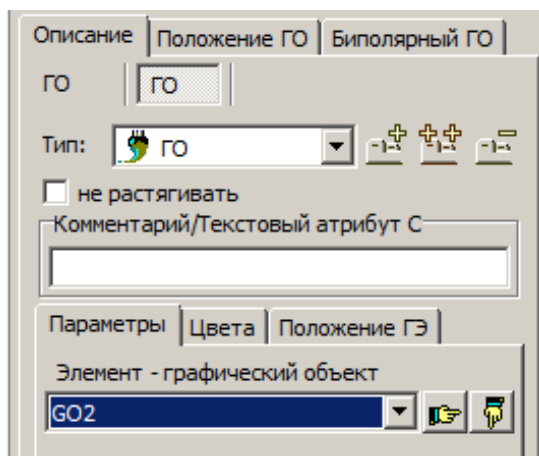 Описание Положение ГО Биполярный ГО
ГО ГО
Тип: ГО
не растягивать
Комментарий/Текстовый атрибут C
Параметры Цвета Положение ГЭ
Элемент - графический объект
GO2